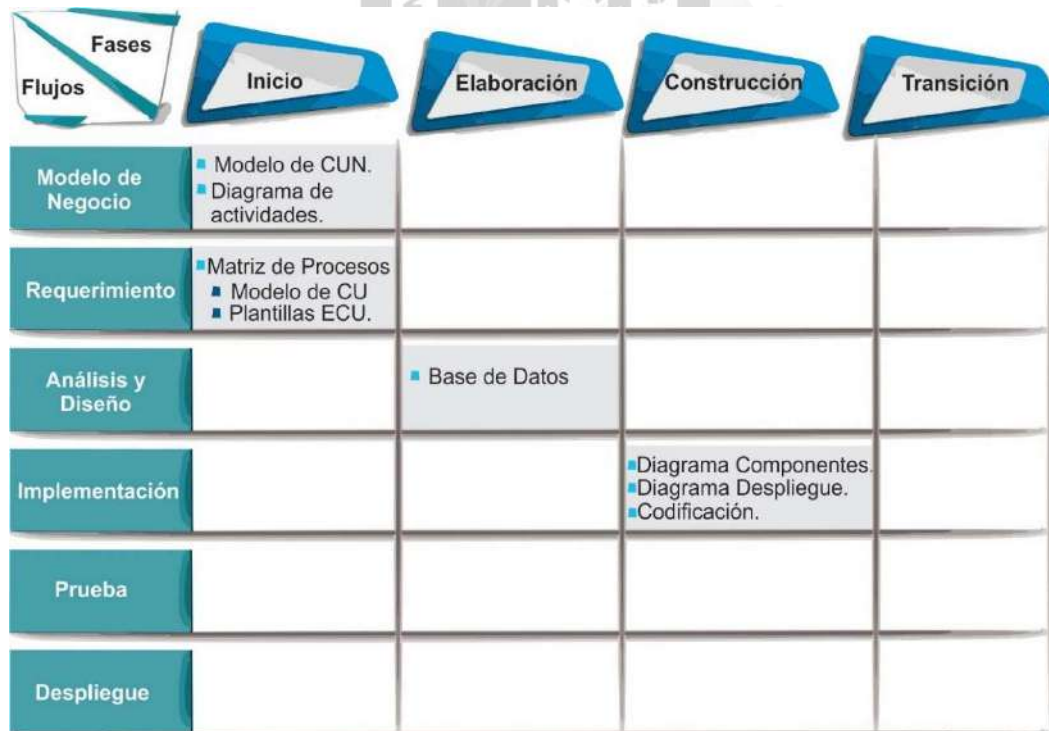 Fases
Flujos
Inicio
Elaboración
Construcción
Transición
Modelo de
Negocio
▪ Modelo de CUN.
▪ Diagrama de
actividades.
Requerimiento
▪Matriz de Procesos
▪ Modelo de CU
▪ Plantillas ECU.
Análisis y
Diseño
▪ Base de Datos
Implementación
▪Diagrama Componentes.
▪Diagrama Despliegue.
▪Codificación.
Prueba
Despliegue